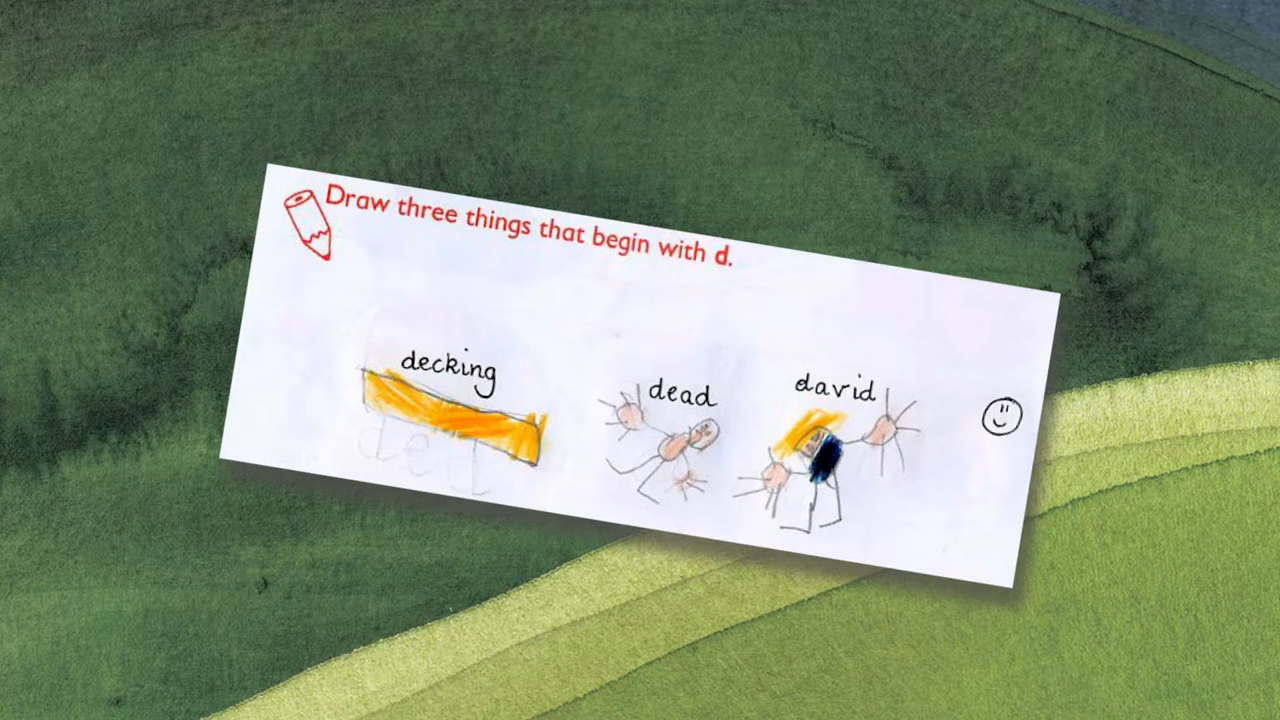 Draw three things that begin with d.
decking
dead
david